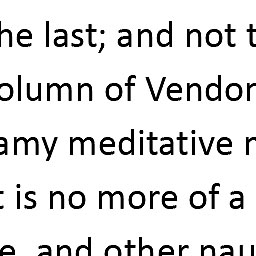 he last; and not t
olumn of Vendor
amy meditative
is no more of a
and other nau